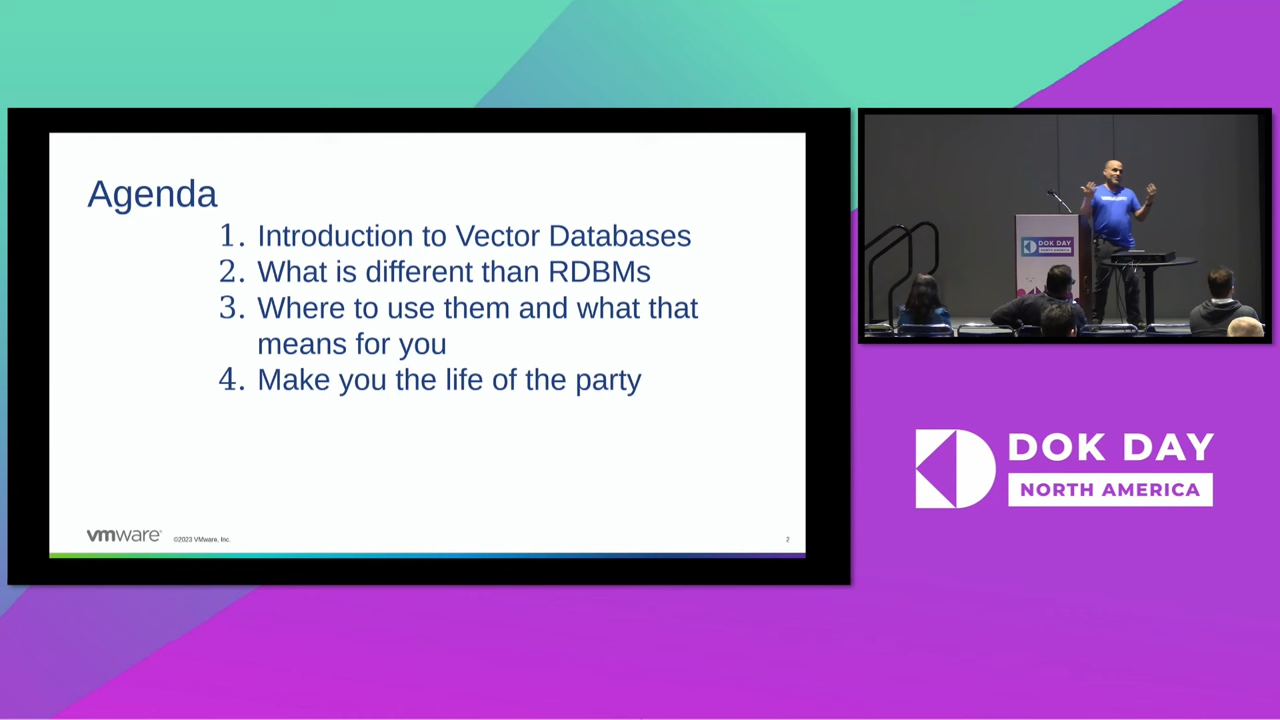 Agenda
1. Introduction to Vector Databases
2. What is different than RDBMs
3. Where to use them and what that
means for you
4. Make you the life of the party
vmware®
©2023 VMware, Inc.
2
DOK DAY
DOK DAY
NORTH AMERICA